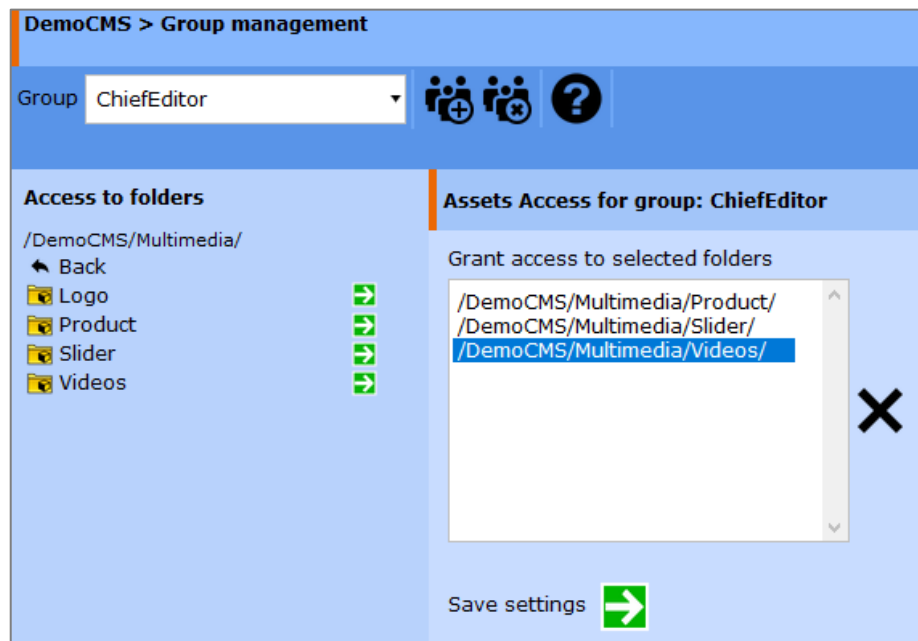 DemoCMS > Group management
Group ChiefEditor
Access to folders
/DemoCMS/Multimedia/
Back
Logo
Product
Slider
Videos
Assets Access for group: ChiefEditor
Grant access to selected folders
/DemoCMS/Multimedia/Product/
/DemoCMS/Multimedia/Slider/
/DemoCMS/Multimedia/Videos/
Save settings